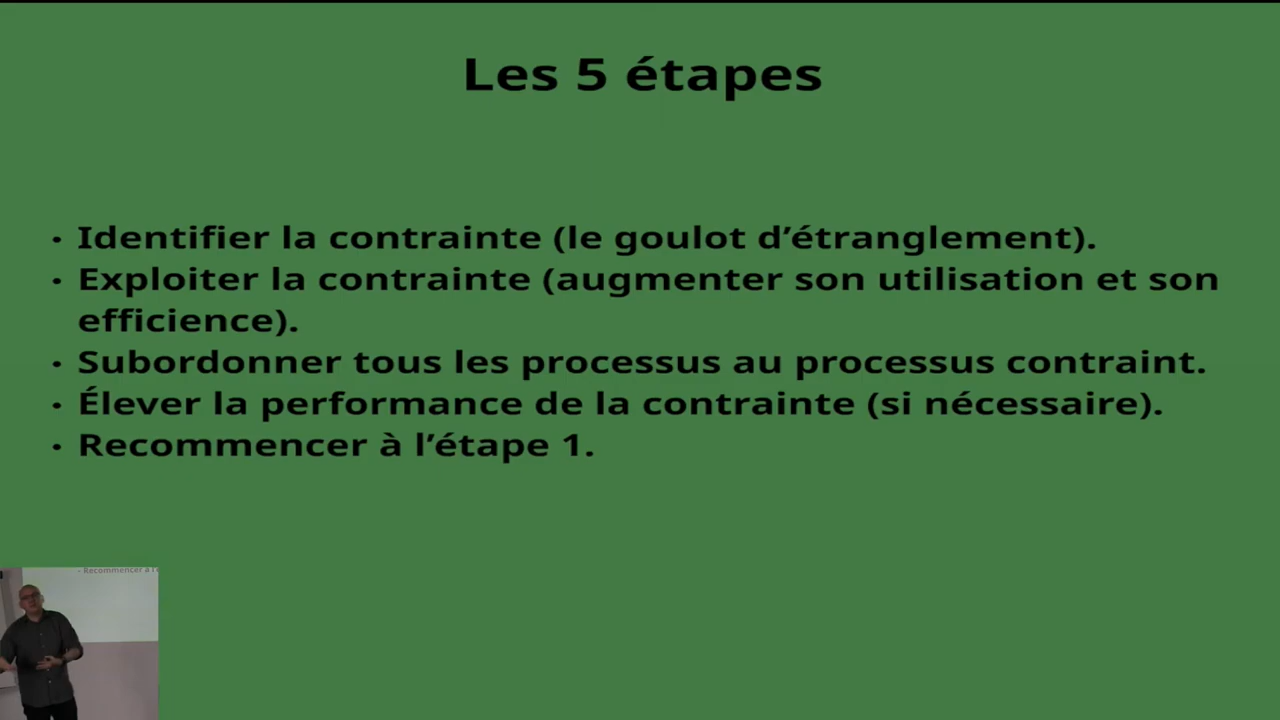 Les 5 étapes
• Identifier la contrainte (le goulot d’étranglement).
• Exploiter la contrainte (augmenter son utilisation et son
efficience).
• Subordonner tous les processus au processus contraint.
• Élever la performance de la contrainte (si nécessaire).
• Recommencer à l’étape 1.
- Recommencer à l'é